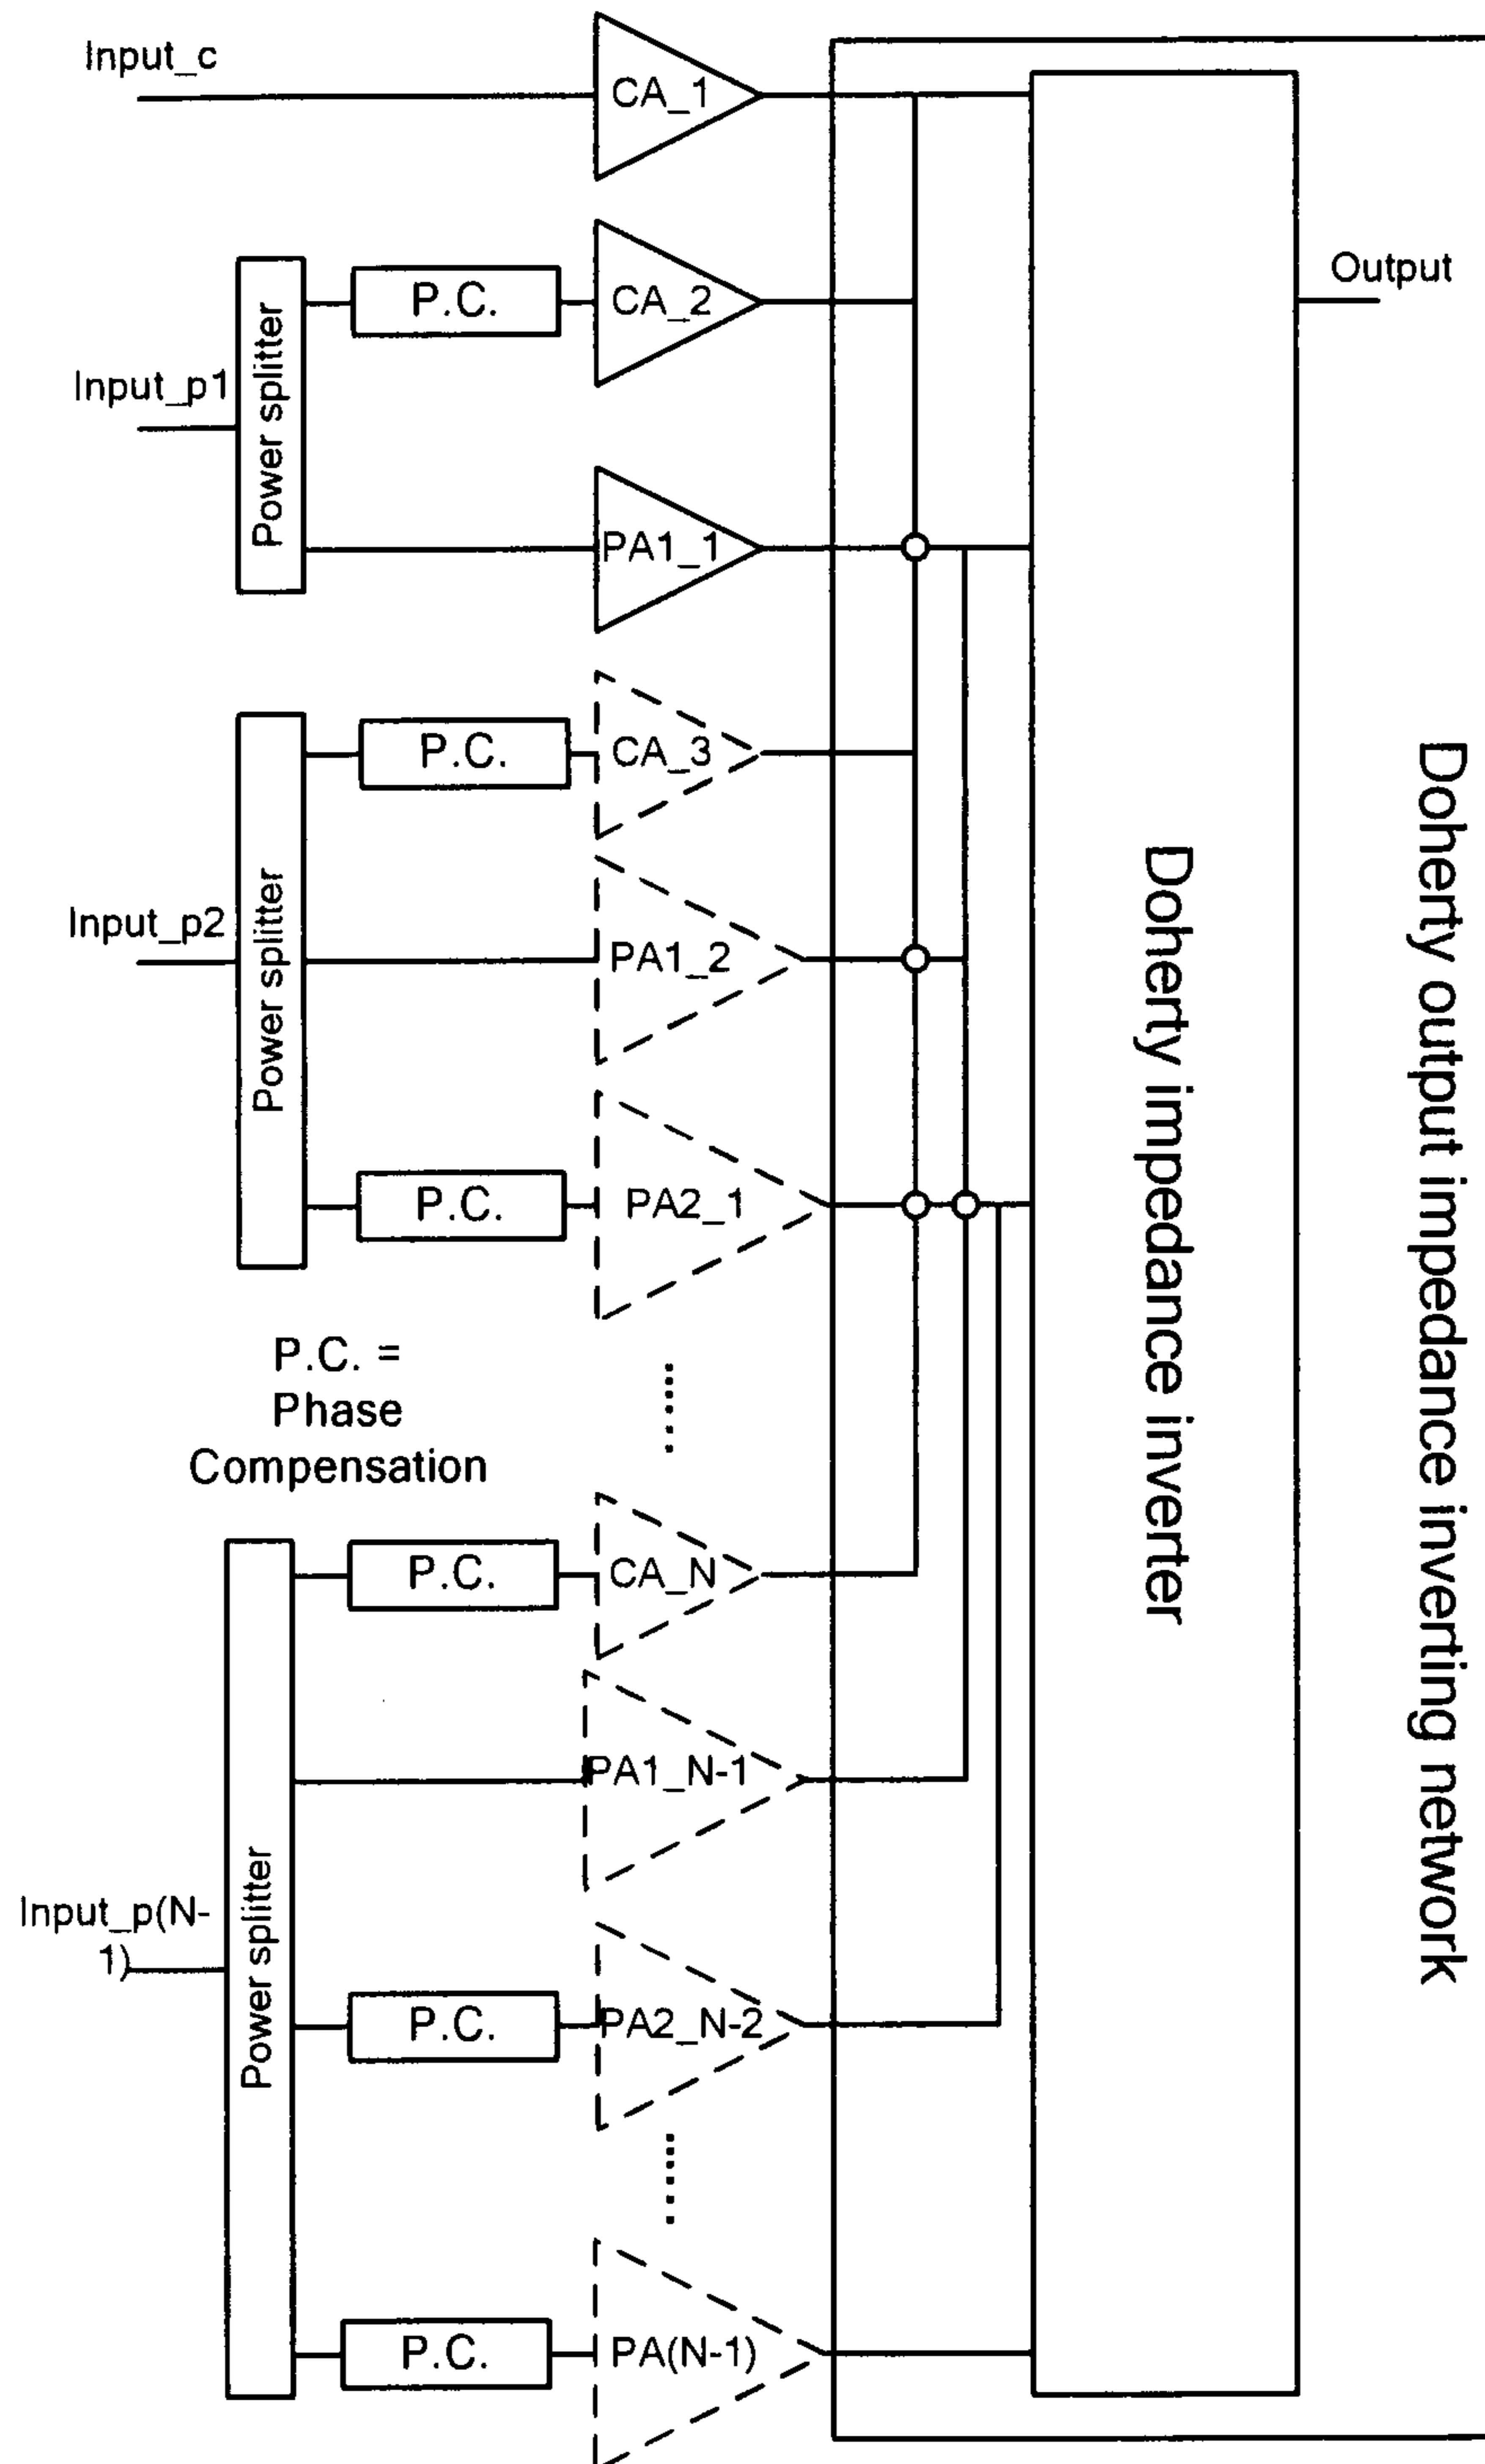 Input_c
CA_1
P.C.
CA_2
Output
Input_p1
Power splitter
PA1_1
P.C.
CA_3
Input_p2
Power splitter
PA1_2
P.C.
PA2_1
P.C. =
Phase
Compensation
......
P.C.
CA_N
PA1_N-1
Input_p(N-
1)
Power splitter
P.C.
PA2_N-2
......
P.C.
PA(N-1)
Doherty impedance inverter
Doherty output impedance inverting network